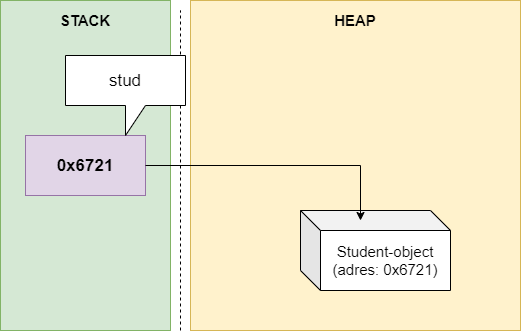 STACK
HEAP
stud
0x6721
Student-object
(adres: 0x6721)